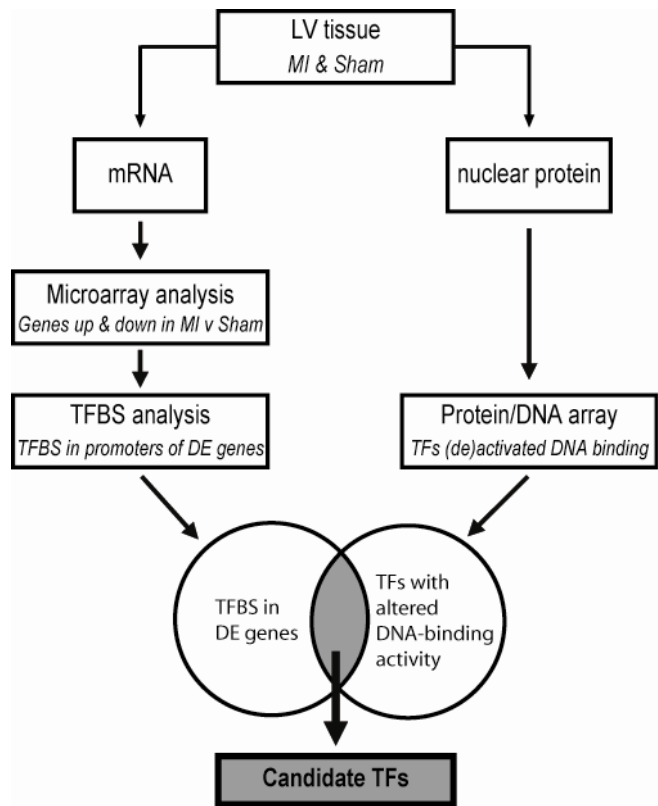 LV tissue
MI & Sham
mRNA
nuclear protein
Microarray analysis
Genes up & down in MI v Sham
TFBS analysis
TFBS in promoters of DE genes
Protein/DNA array
TFs (de)activated DNA binding
TFBS in
DE genes
TFs with
altered
DNA-binding
activity
Candidate TFs